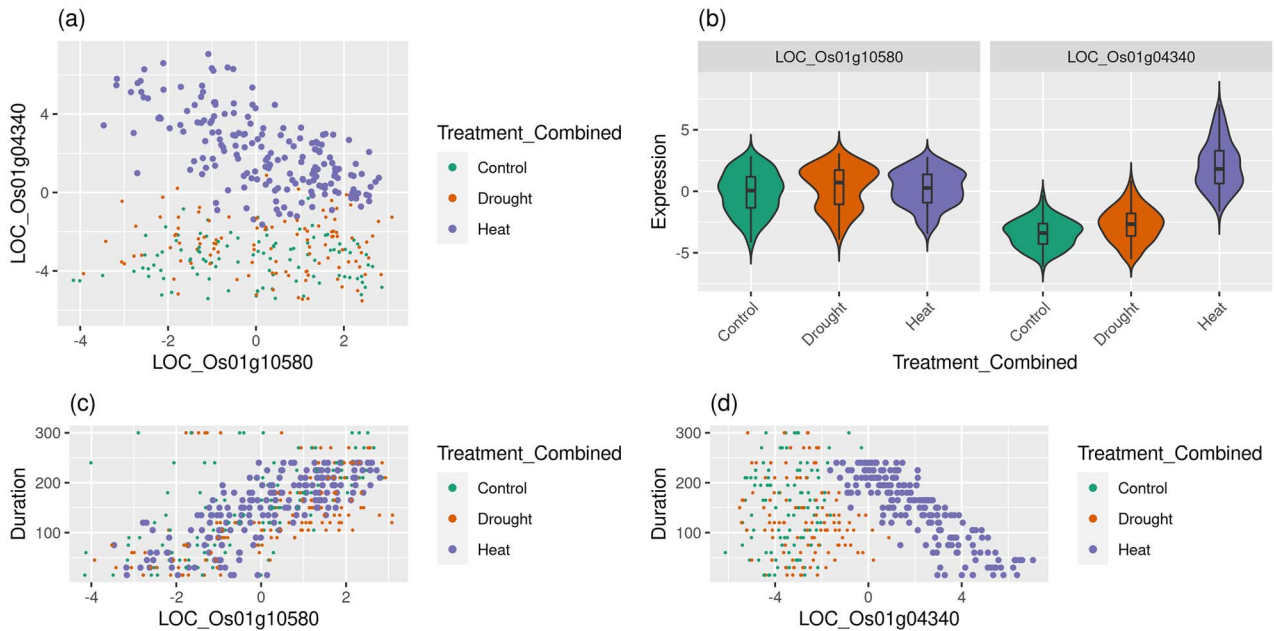 (a)
LOC_Os01g04340
4
0
-4
-4
-2
0
2
LOC_Os01g10580
Treatment_Combined
Control
Drought
Heat
(b)
LOC_Os01g10580
LOC_Os01g04340
Expression
5
0
-5
Control
Drought
Heat
Control
Drought
Heat
Treatment_Combined
(c)
Duration
300
200
100
-4
-2
0
2
LOC_Os01g10580
Treatment_Combined
Control
Drought
Heat
(d)
Duration
300
200
100
-4
0
4
LOC_Os01g04340
Treatment_Combined
Control
Drought
Heat